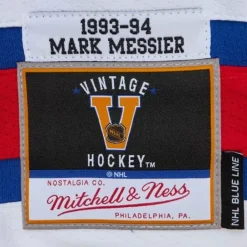 1993-94
MARK MESSIER
VINTAGE
V
HOCKEY™
© NHL
NOSTALGIA CO.
Mitchell & Ness
PHILADELPHIA, PA.
NHL BLUE LINE